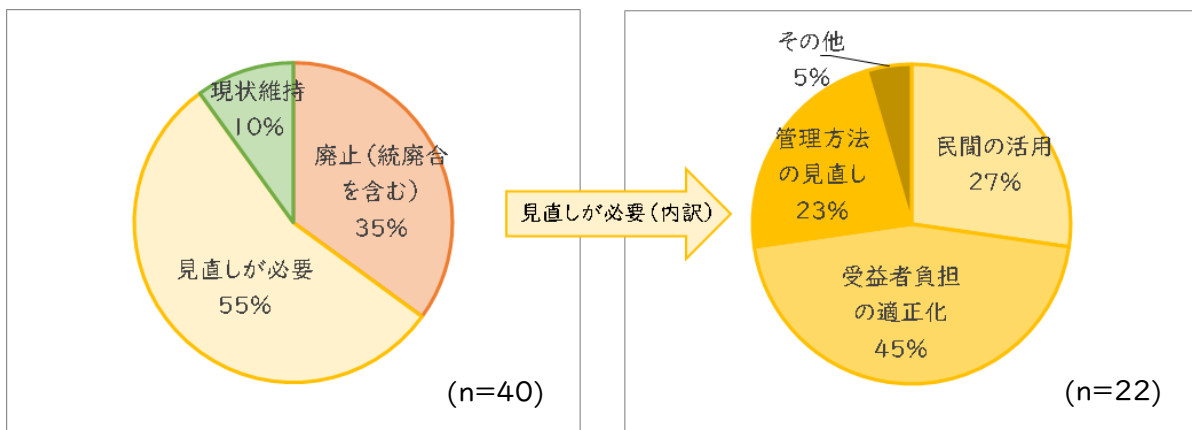 現状維持
10%
廃止(統廃合
を含む)
35%
見直しが必要
55%
(n=40)
見直しが必要(内訳)
その他
5%
民間の活用
27%
管理方法
の見直し
23%
受益者負担
の適正化
45%
(n=22)